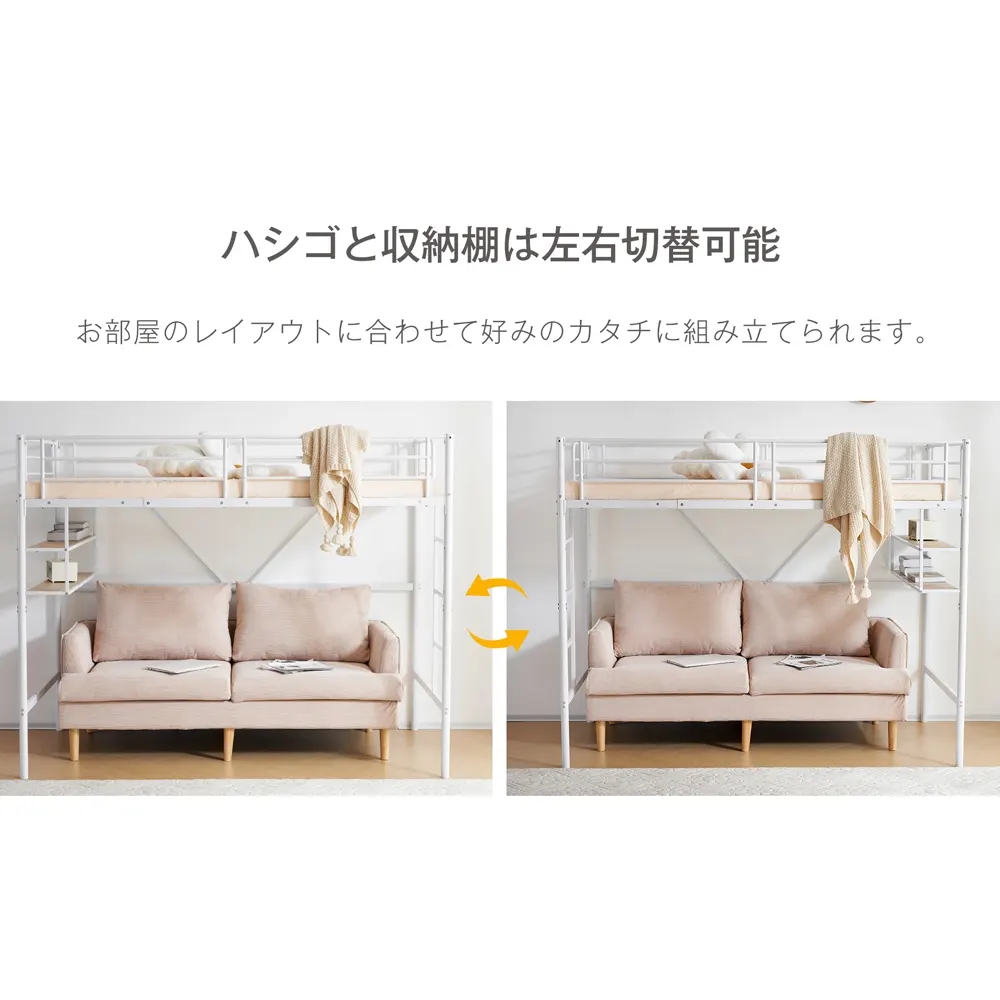 ハシゴと収納棚は左右切替可能
お部屋のレイアウトに合わせて好みのカタチに組み立てられます。